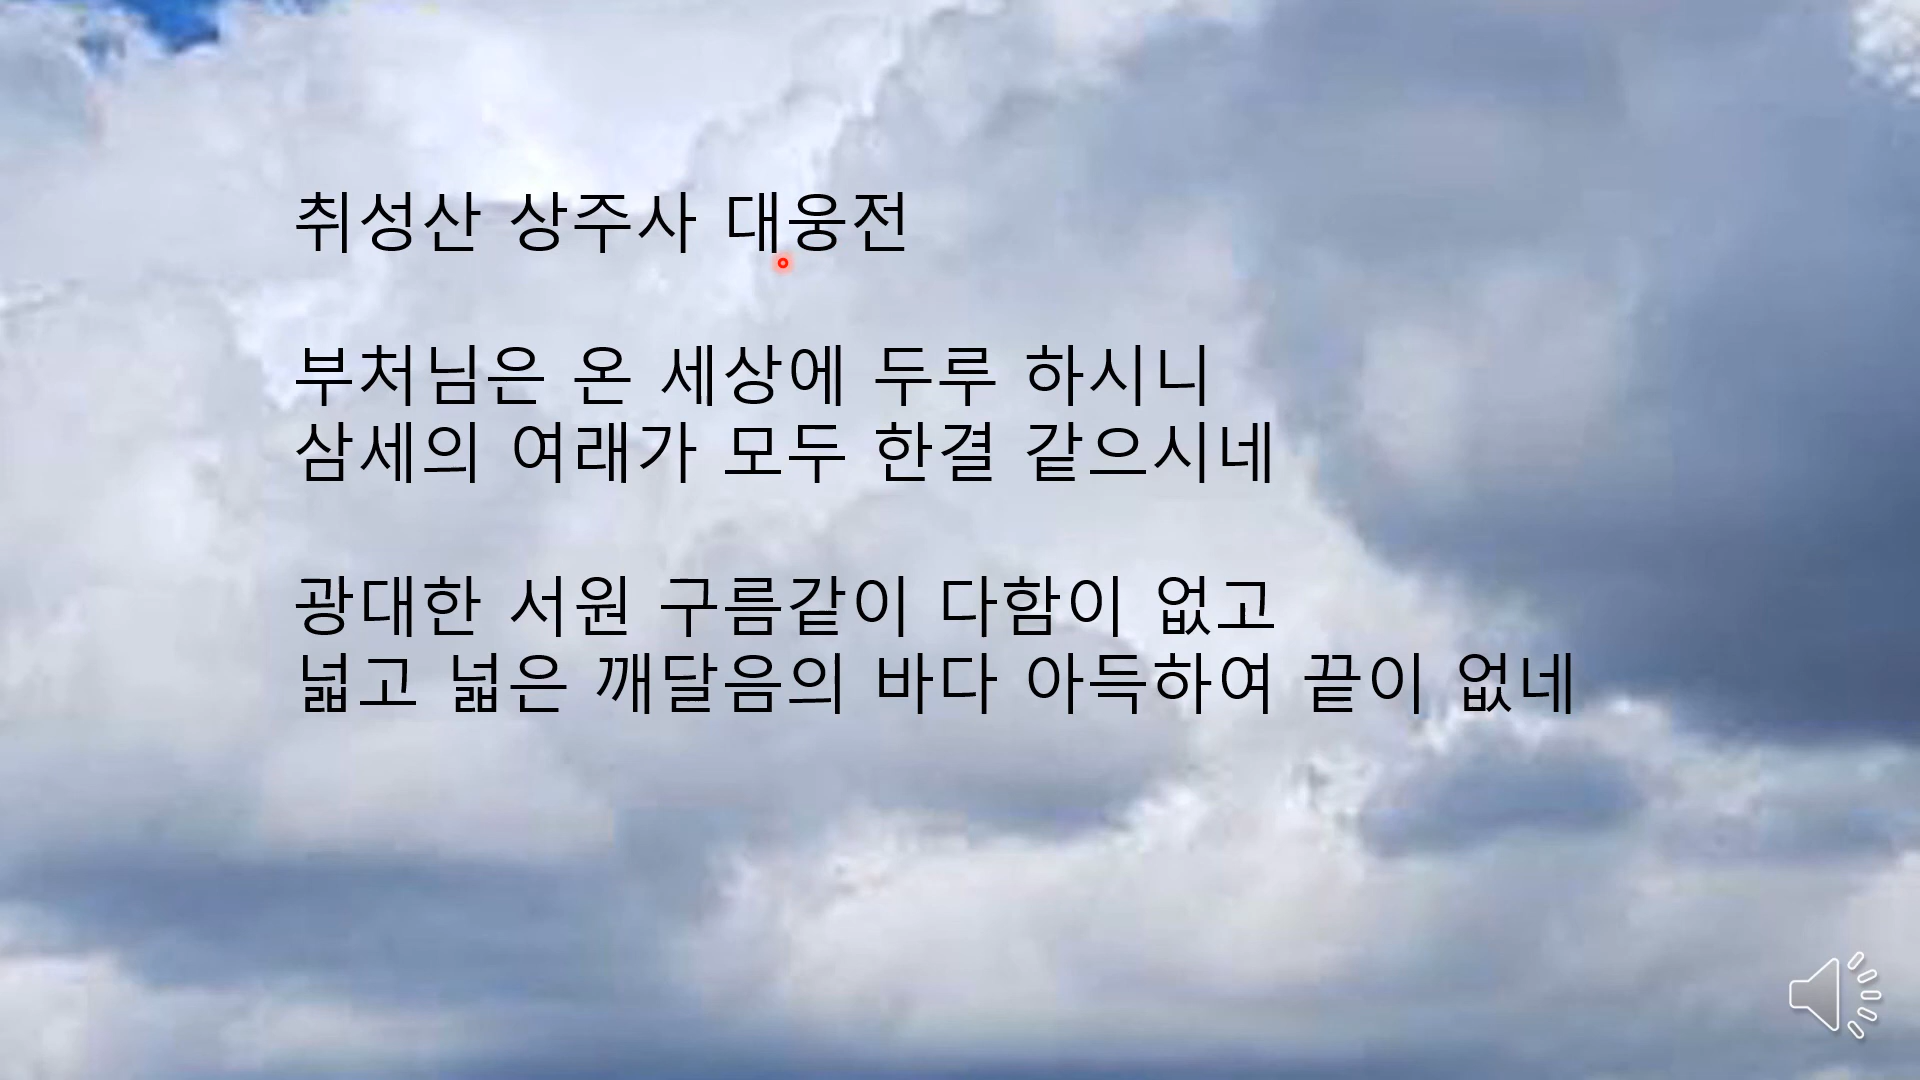 취성산 상주사 대웅전
부처님은 온 세상에 두루 하시니
삼세의 여래가 모두 한결 같으시네
광대한 서원 구름같이 다함이 없고
넓고 넓은 깨달음의 바다 아득하여 끝이 없네